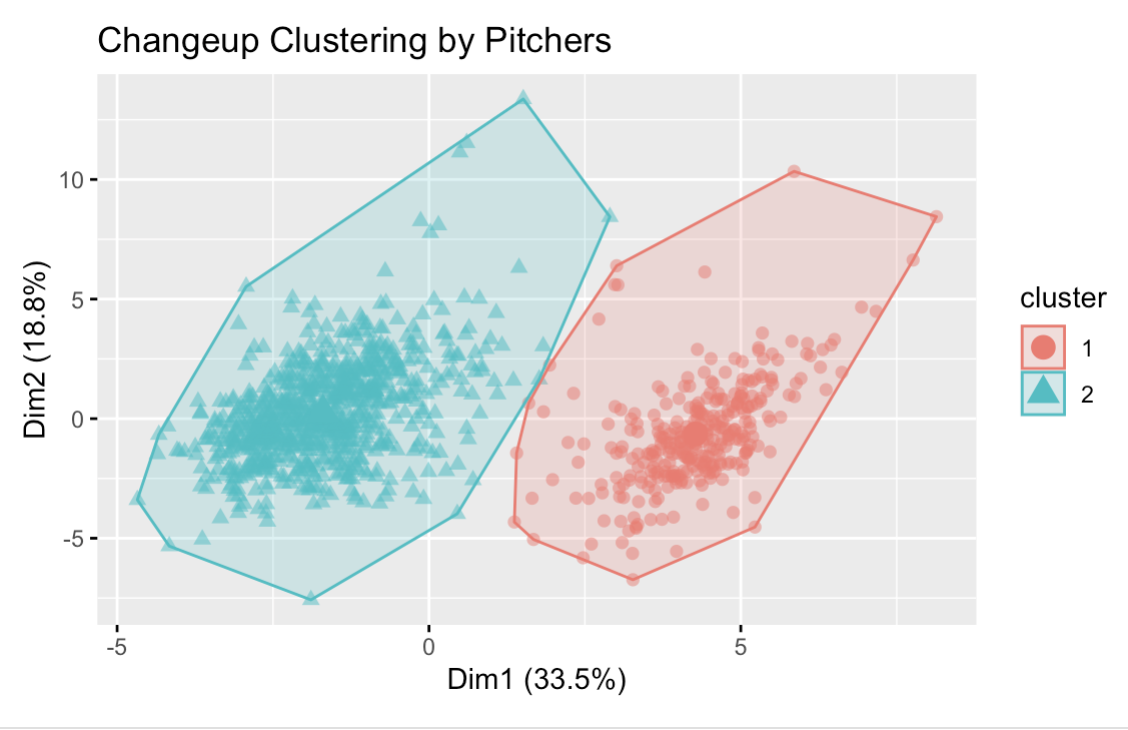 Changeup Clustering by Pitchers
10
5
0
-5
Dim2 (18.8%)
-5 0 5
Dim1 (33.5%)
cluster
1
2